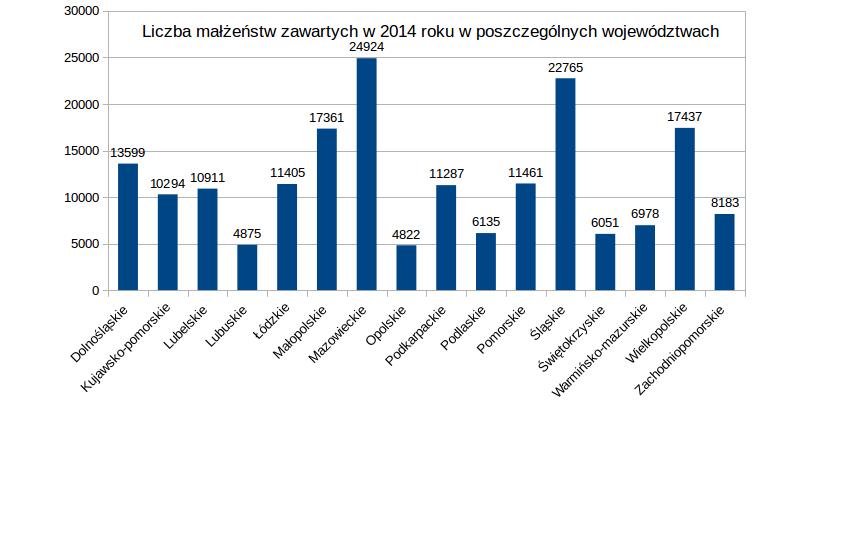 Liczba małżeństw zawartych w 2014 roku w poszczególnych województwach
30000
25000
20000
15000
10000
5000
0
13599
10294
10911
4875
11405
17361
24924
4822
11287
6135
11461
22765
6051
6978
17437
8183
Dolnośląskie
Kujawsko-pomorskie
Lubelskie
Lubuskie
Łódzkie
Małopolskie
Mazowieckie
Opolskie
Podkarpackie
Podlaskie
Pomorskie
Śląskie
Świętokrzyskie
Warmińsko-mazurskie
Wielkopolskie
Zachodniopomorskie